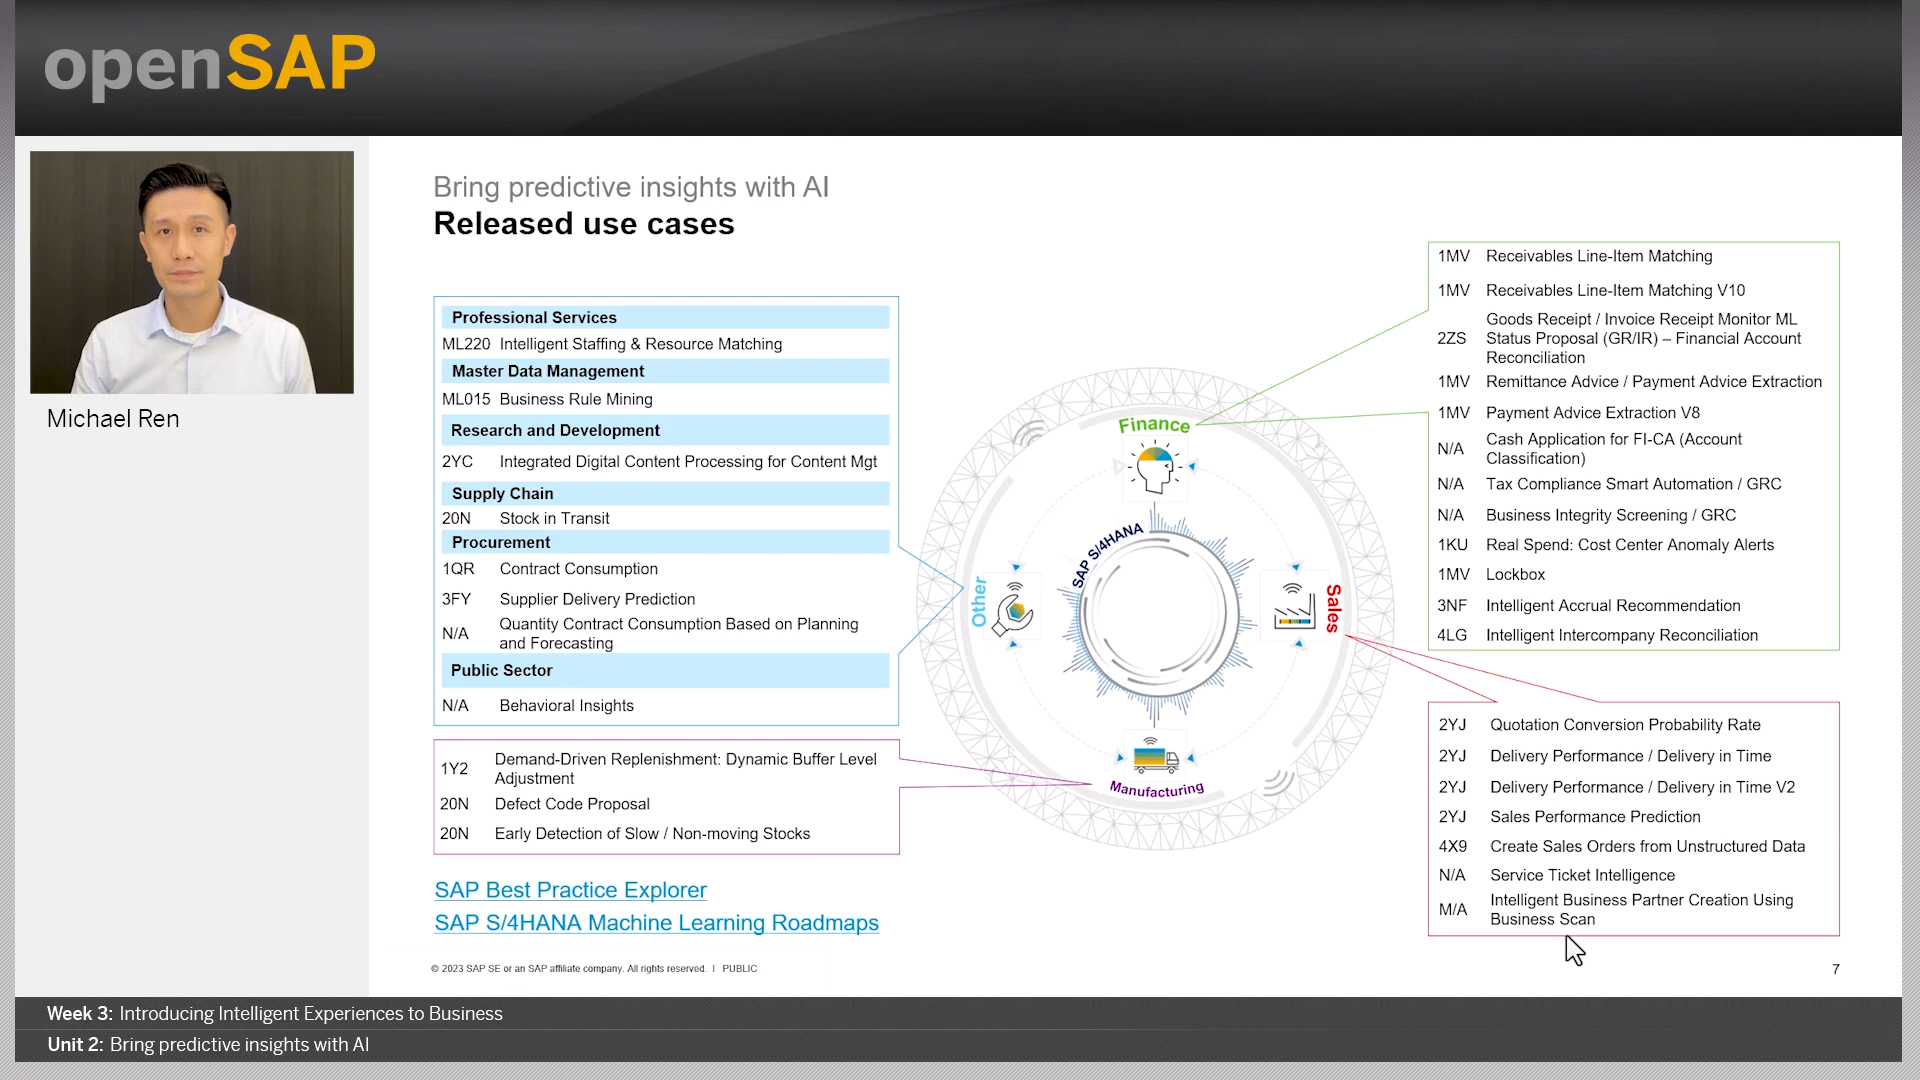 openSAP
Michael Ren
Bring predictive insights with AI
Released use cases
Professional Services
ML220 Intelligent Staffing & Resource Matching
Master Data Management
ML015 Business Rule Mining
Research and Development
2YC Integrated Digital Content Processing for Content Mgt
Supply Chain
20N Stock in Transit
Procurement
1QR Contract Consumption
3FY Supplier Delivery Prediction
N/A Quantity Contract Consumption Based on Planning
and Forecasting
Public Sector
N/A Behavioral Insights
1Y2 Demand-Driven Replenishment: Dynamic Buffer Level
Adjustment
20N Defect Code Proposal
20N Early Detection of Slow / Non-moving Stocks
SAP Best Practice Explorer
SAP S/4HANA Machine Learning Roadmaps
Finance
SAP S/4HANA
Other
Sales
Manufacturing
1MV Receivables Line-Item Matching
1MV Receivables Line-Item Matching V10
2ZS Goods Receipt / Invoice Receipt Monitor ML
Status Proposal (GR/IR) – Financial Account
Reconciliation
1MV Remittance Advice / Payment Advice Extraction
1MV Payment Advice Extraction V8
N/A Cash Application for FI-CA (Account
Classification)
N/A Tax Compliance Smart Automation / GRC
N/A Business Integrity Screening / GRC
1KU Real Spend: Cost Center Anomaly Alerts
1MV Lockbox
3NF Intelligent Accrual Recommendation
4LG Intelligent Intercompany Reconciliation
2YJ Quotation Conversion Probability Rate
2YJ Delivery Performance / Delivery in Time
2YJ Delivery Performance / Delivery in Time V2
2YJ Sales Performance Prediction
4X9 Create Sales Orders from Unstructured Data
N/A Service Ticket Intelligence
M/A Intelligent Business Partner Creation Using
Business Scan
© 2023 SAP SE or an SAP affiliate company. All rights reserved. I PUBLIC
7
Week 3: Introducing Intelligent Experiences to Business
Unit 2: Bring predictive insights with AI